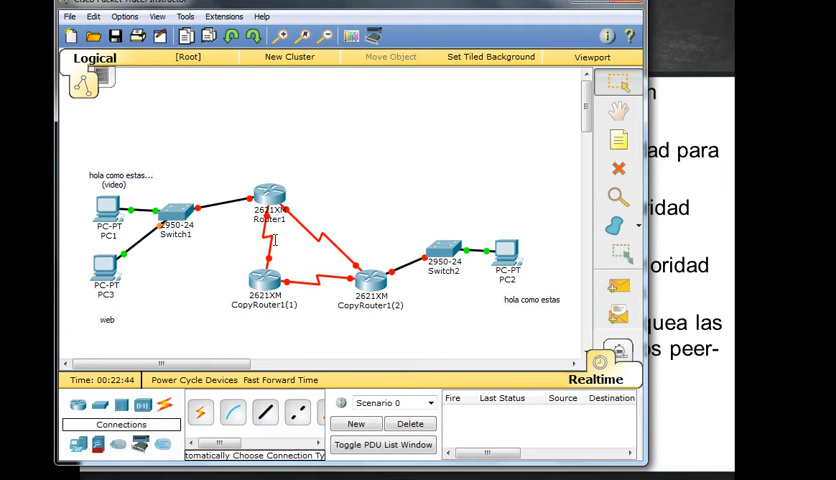 Cisco Packet Tracer Instructor
File Edit Options View Tools Extensions Help
Logical [Root] New Cluster Move Object Set Tiled Background Viewport
hola como estas...
(video)
PC-PT
PC1
2950-24
Switch1
2621XM
Router1
PC-PT
PC3
web
2621XM
CopyRouter1(1)
2621XM
CopyRouter1(2)
2950-24
Switch2
PC-PT
PC2
hola como estas
n
ad para
idad
oridad
uea las
s peer-
Time: 00:22:44 Power Cycle Devices Fast Forward Time Realtime
Connections
Scenario 0
New Delete
Toggle PDU List Window
Fire Last Status Source Destination
tomatically Choose Connection Ty